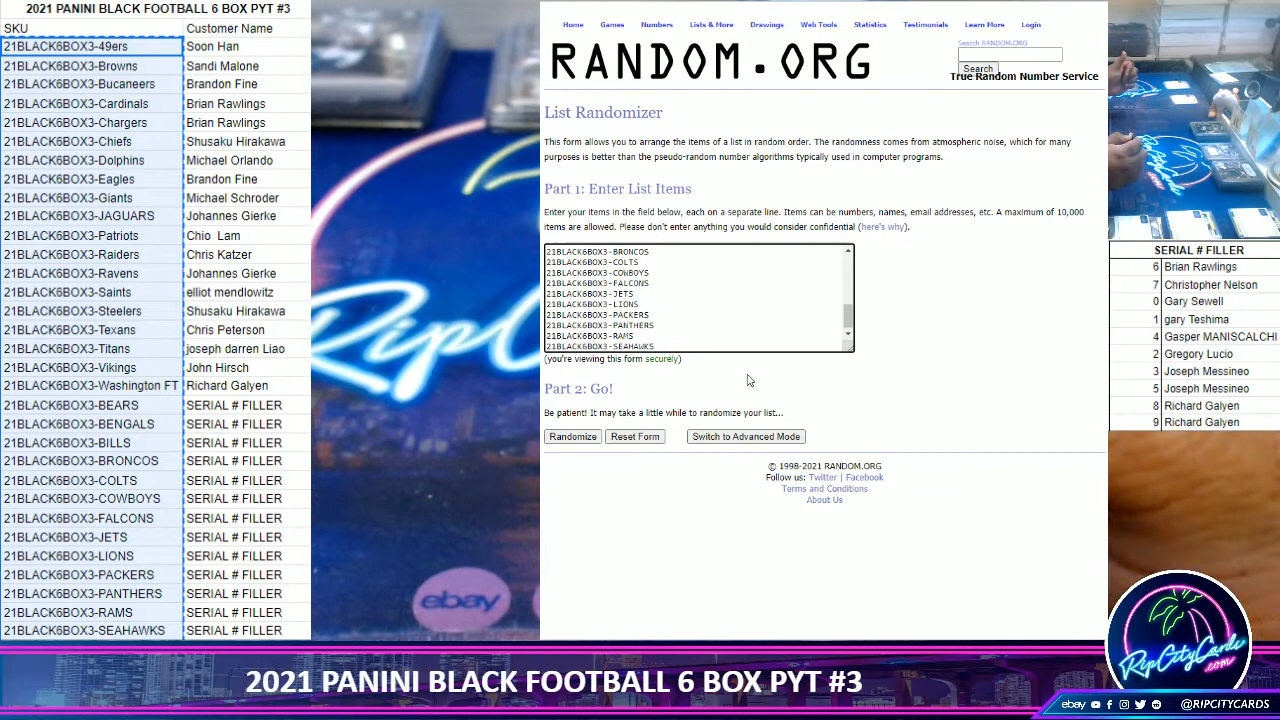 2021 PANINI BLACK FOOTBALL 6 BOX PYT #3
SKU Customer Name
21BLACK6BOX3-49ers Soon Han
21BLACK6BOX3-Browns Sandi Malone
21BLACK6BOX3-Bucaneers Brandon Fine
21BLACK6BOX3-Cardinals Brian Rawlings
21BLACK6BOX3-Chargers Brian Rawlings
21BLACK6BOX3-Chiefs Shusaku Hirakawa
21BLACK6BOX3-Dolphins Michael Orlando
21BLACK6BOX3-Eagles Brandon Fine
21BLACK6BOX3-Giants Michael Schroder
21BLACK6BOX3-JAGUARS Johannes Gierke
21BLACK6BOX3-Patriots Chio Lam
21BLACK6BOX3-Raiders Chris Katzer
21BLACK6BOX3-Ravens Johannes Gierke
21BLACK6BOX3-Saints elliot mendlowitz
21BLACK6BOX3-Steelers Shusaku Hirakawa
21BLACK6BOX3-Texans Chris Peterson
21BLACK6BOX3-Titans joseph darren Liao
21BLACK6BOX3-Vikings John Hirsch
21BLACK6BOX3-Washington FT Richard Galyen
21BLACK6BOX3-BEARS SERIAL # FILLER
21BLACK6BOX3-BENGALS SERIAL # FILLER
21BLACK6BOX3-BILLS SERIAL # FILLER
21BLACK6BOX3-BRONCOS SERIAL # FILLER
21BLACK6BOX3-COLTS SERIAL # FILLER
21BLACK6BOX3-COWBOYS SERIAL # FILLER
21BLACK6BOX3-FALCONS SERIAL # FILLER
21BLACK6BOX3-JETS SERIAL # FILLER
21BLACK6BOX3-LIONS SERIAL # FILLER
21BLACK6BOX3-PACKERS SERIAL # FILLER
21BLACK6BOX3-PANTHERS SERIAL # FILLER
21BLACK6BOX3-RAMS SERIAL # FILLER
21BLACK6BOX3-SEAHAWKS SERIAL # FILLER
ebay
Home Games Numbers Lists & More Drawings Web Tools Statistics Testimonials Learn More Login
RANDOM.ORG
Search RANDOM.ORG
Search
True Random Number Service
List Randomizer
This form allows you to arrange the items of a list in random order. The randomness comes from atmospheric noise, which for many
purposes is better than the pseudo-random number algorithms typically used in computer programs.
Part 1: Enter List Items
Enter your items in the field below, each on a separate line. Items can be numbers, names, email addresses, etc. A maximum of 10,000
items are allowed. Please don't enter anything you would consider confidential (here's why).
21BLACK6BOX3-BRONCOS
21BLACK6BOX3-COLTS
21BLACK6BOX3-COWBOYS
21BLACK6BOX3-FALCONS
21BLACK6BOX3-JETS
21BLACK6BOX3-LIONS
21BLACK6BOX3-PACKERS
21BLACK6BOX3-PANTHERS
21BLACK6BOX3-RAMS
21BLACK6BOX3-SEAHAWKS
(you're viewing this form securely)
Part 2: Go!
Be patient! It may take a little while to randomize your list...
Randomize Reset Form Switch to Advanced Mode
© 1998-2021 RANDOM.ORG
Follow us: Twitter | Facebook
Terms and Conditions
About Us
SERIAL # FILLER
6 Brian Rawlings
7 Christopher Nelson
0 Gary Sewell
1 gary Teshima
4 Gasper MANISCALCHI
2 Gregory Lucio
3 Joseph Messineo
5 Joseph Messineo
8 Richard Galyen
9 Richard Galyen
RipCityCards
.com
2021 PANINI BLACK FOOTBALL 6 BOX PYT #3
ebay @RIPCITYCARDS